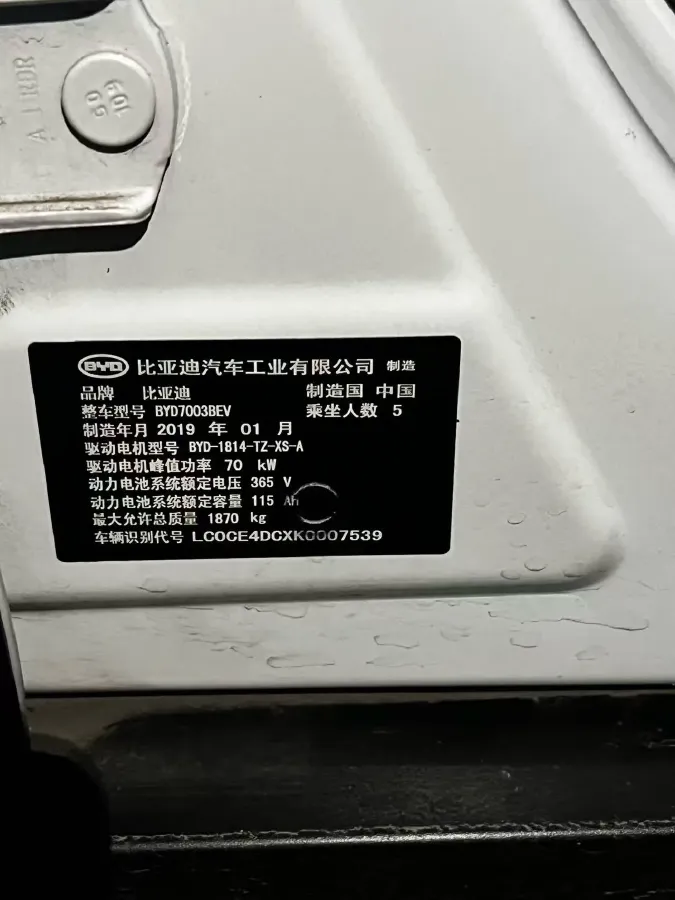 A 1 RDR
60
109
BYD 比亚迪汽车工业有限公司 制造
品牌 比亚迪 制造国 中国
整车型号 BYD7003BEV 乘坐人数 5
制造年月 2019 年 01 月
驱动电机型号 BYD-1814-TZ-XS-A
驱动电机峰值功率 70 kW
动力电池系统额定电压 365 V
动力电池系统额定容量 115 Ah
最大允许总质量 1870 kg
车辆识别代号 LC0CE4DCXK0007539